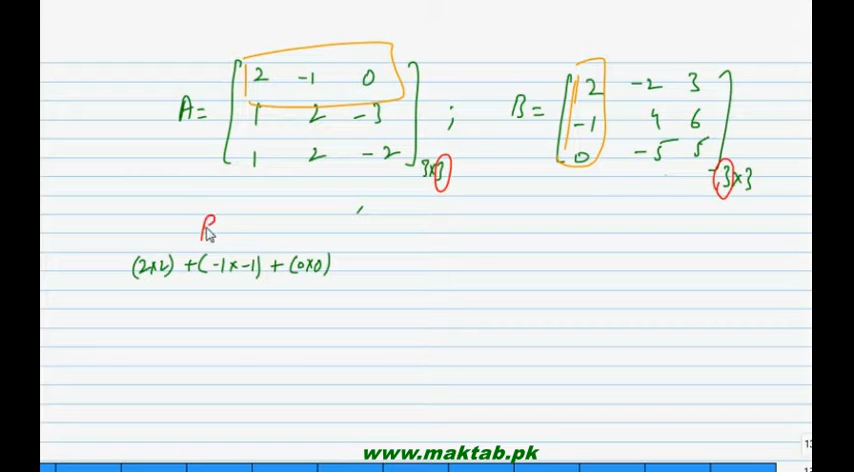 2 -1 0
A = 1 2 -3 ;
1 2 -2
3×3
2 -2 3
B = -1 4 6
0 -5 5
3×3
(2×2) + (-1×-1) + (0×0)
www.maktab.pk